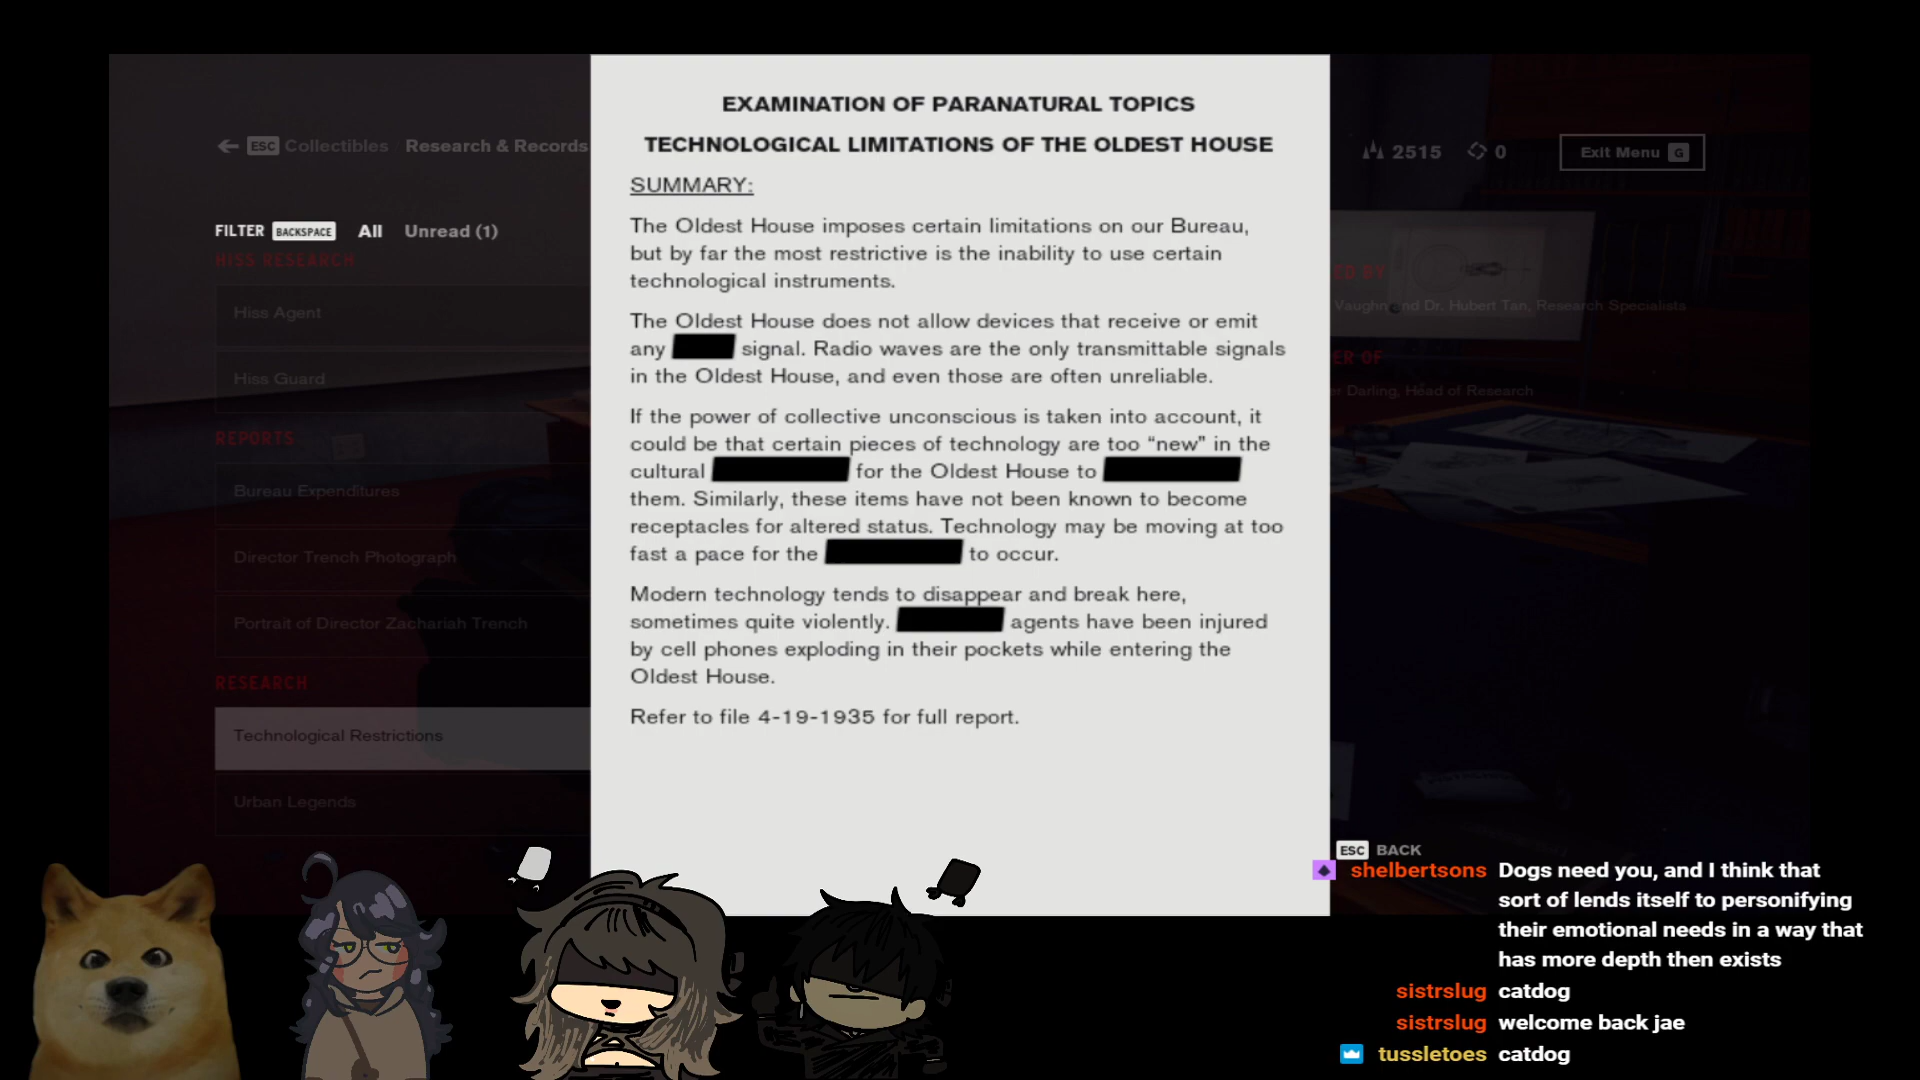 EXAMINATION OF PARANATURAL TOPICS
TECHNOLOGICAL LIMITATIONS OF THE OLDEST HOUSE
SUMMARY:
The Oldest House imposes certain limitations on our Bureau,
but by far the most restrictive is the inability to use certain
technological instruments.
The Oldest House does not allow devices that receive or emit
any signal. Radio waves are the only transmittable signals
in the Oldest House, and even those are often unreliable.
If the power of collective unconscious is taken into account, it
could be that certain pieces of technology are too “new” in the
cultural for the Oldest House to
them. Similarly, these items have not been known to become
receptacles for altered status. Technology may be moving at too
fast a pace for the to occur.
Modern technology tends to disappear and break here,
sometimes quite violently. agents have been injured
by cell phones exploding in their pockets while entering the
Oldest House.
Refer to file 4-19-1935 for full report.
ESC Collectibles Research & Records
FILTER BACKSPACE All Unread (1)
HISS RESEARCH
Hiss Agent
Hiss Guard
REPORTS
Bureau Expenditures
Director Trench Photograph
Portrait of Director Zachariah Trench
RESEARCH
Technological Restrictions
Urban Legends
2515 0 Exit Menu G
Vaughn and Dr. Hubert Tan, Research Specialists
Darling, Head of Research
ESC BACK
shelbertsons Dogs need you, and I think that
sort of lends itself to personifying
their emotional needs in a way that
has more depth then exists
sistrslug catdog
sistrslug welcome back jae
tussletoes catdog